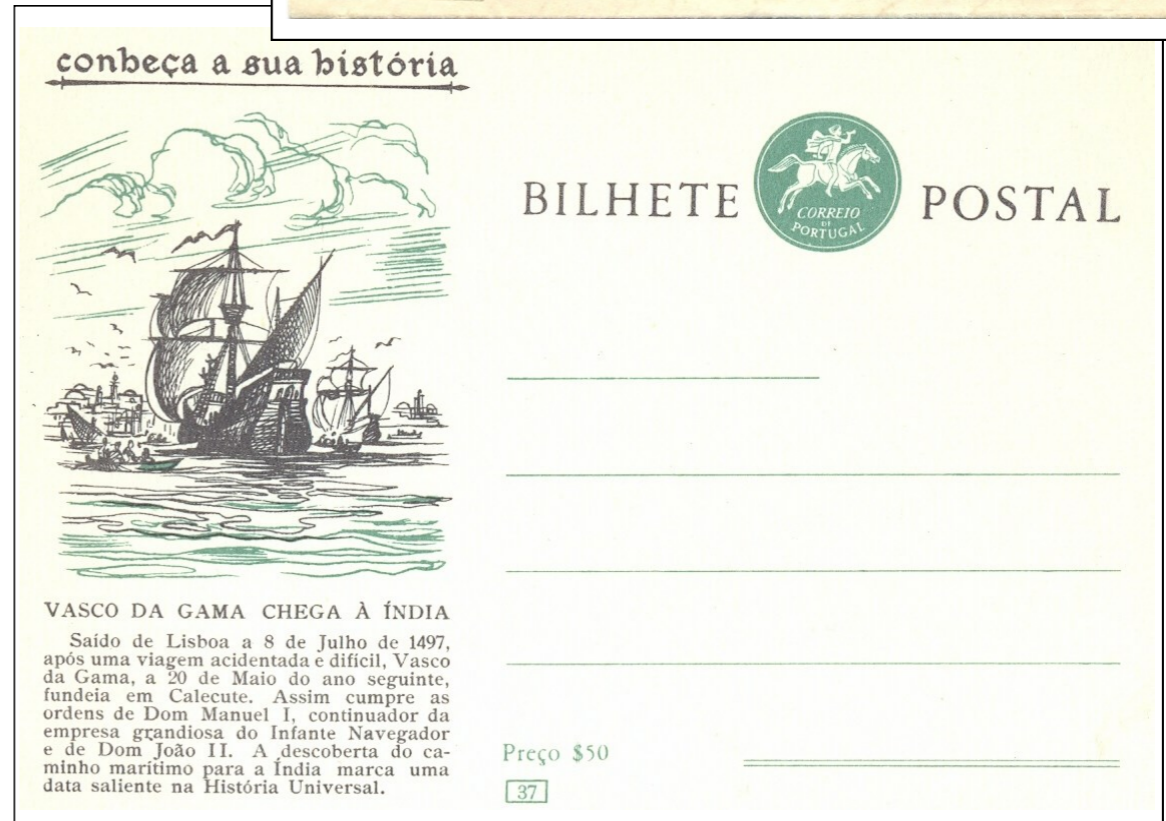 conheça a sua história
BILHETE POSTAL
CORREIO
DE
PORTUGAL
VASCO DA GAMA CHEGA À ÍNDIA
Saído de Lisboa a 8 de Julho de 1497,
após uma viagem acidentada e difícil, Vasco
da Gama, a 20 de Maio do ano seguinte,
fundeia em Calecute. Assim cumpre as
ordens de Dom Manuel I, continuador da
empresa grandiosa do Infante Navegador
e de Dom João II. A descoberta do ca-
minho marítimo para a Índia marca uma
data saliente na História Universal.
Preço $50
37